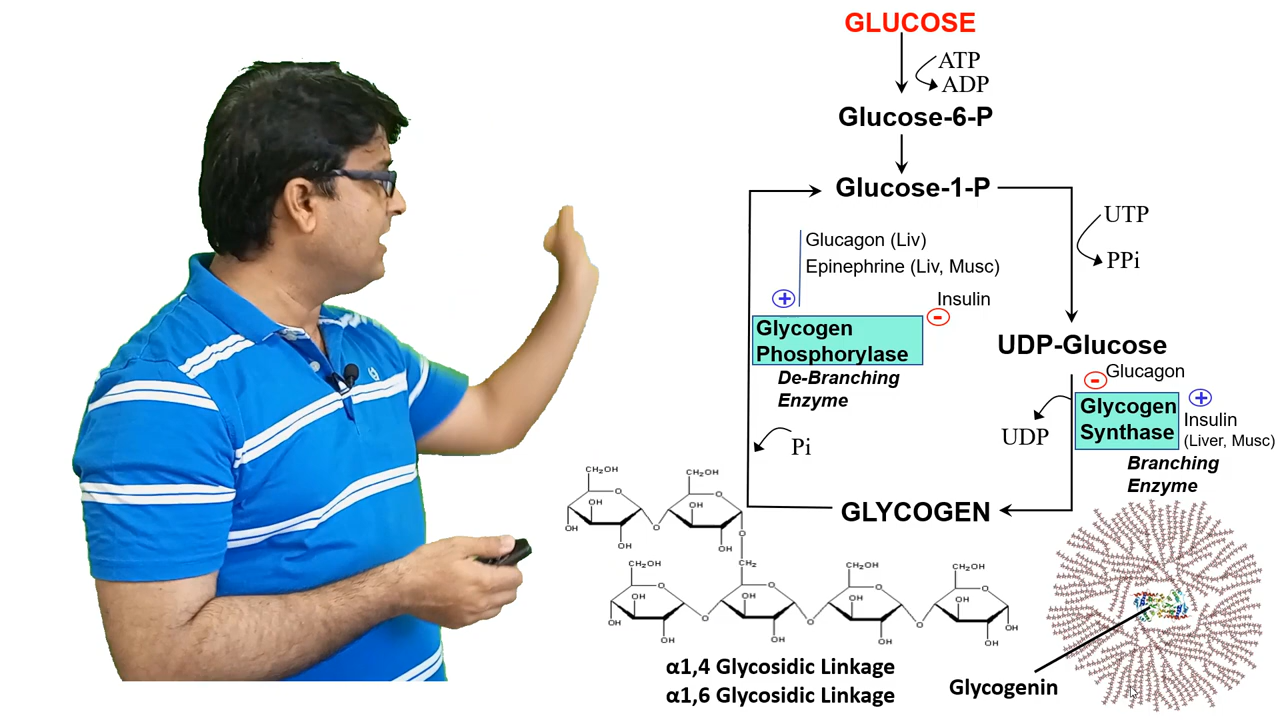 GLUCOSE
ATP
ADP
Glucose-6-P
Glucose-1-P
UTP
PPi
Glucagon (Liv)
Epinephrine (Liv, Musc)
+
Insulin
-
Glycogen
Phosphorylase
De-Branching
Enzyme
Pi
UDP-Glucose
Glucagon
-
Glycogen
Synthase
+
Insulin
(Liver, Musc)
UDP
Branching
Enzyme
GLYCOGEN
CH₂OH
CH₂OH
O
O
OH
OH
OH
O
OH
OH
O
CH₂
CH₂OH
CH₂OH
CH₂OH
O
O
O
O
OH
OH
OH
OH
OH
O
O
O
OH
OH
OH
OH
OH
α1,4 Glycosidic Linkage
α1,6 Glycosidic Linkage
Glycogenin